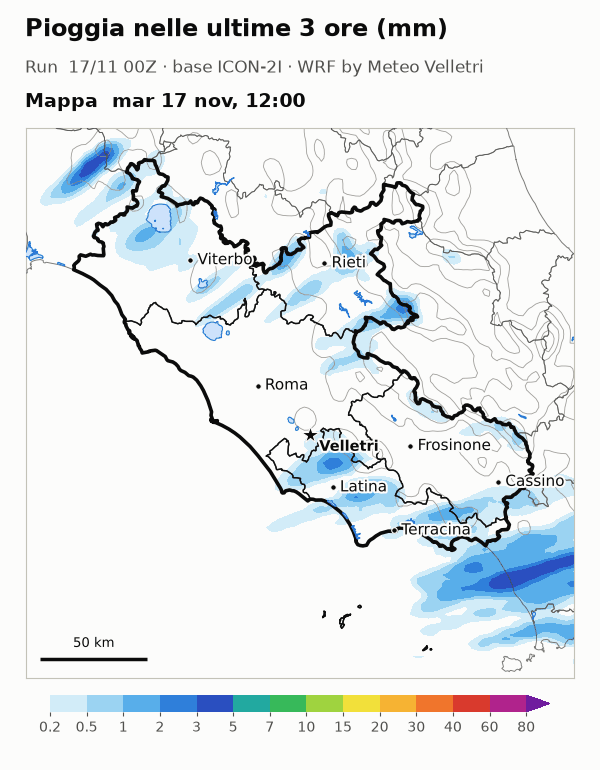 Pioggia nelle ultime 3 ore (mm)
Run  17/11 00Z · base ICON-2I · WRF by Meteo Velletri
Mappa  mar 17 nov, 12:00
Viterbo
Rieti
Roma
Velletri
Frosinone
Latina
Cassino
Terracina
50 km
0.2 0.5 1 2 3 5 7 10 15 20 30 40 60 80